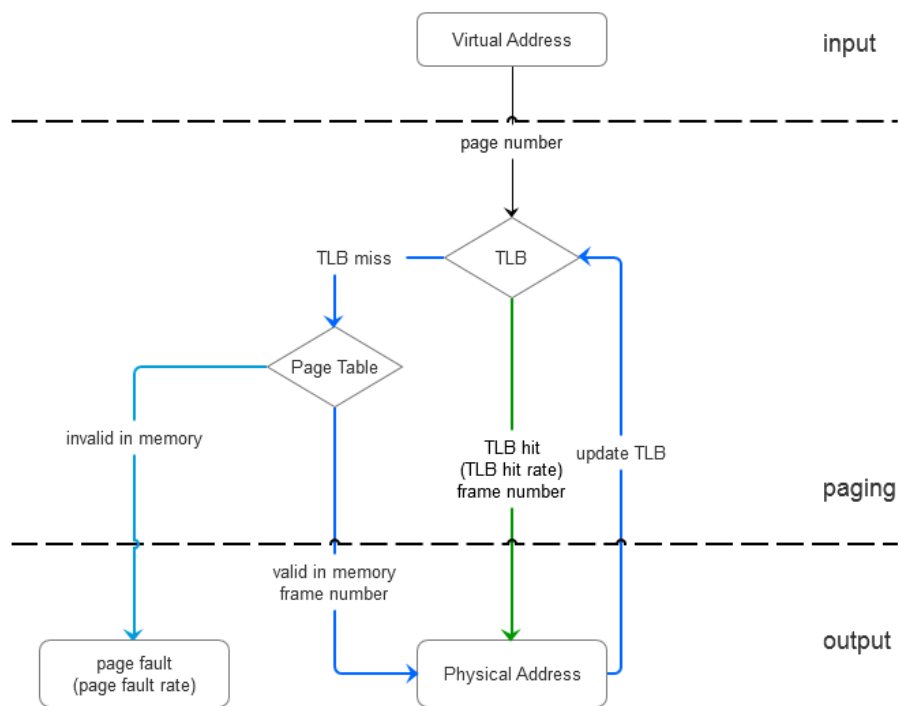 Virtual Address
input
page number
TLB miss
TLB
Page Table
invalid in memory
TLB hit
(TLB hit rate)
frame number
update TLB
paging
valid in memory
frame number
page fault
(page fault rate)
Physical Address
output